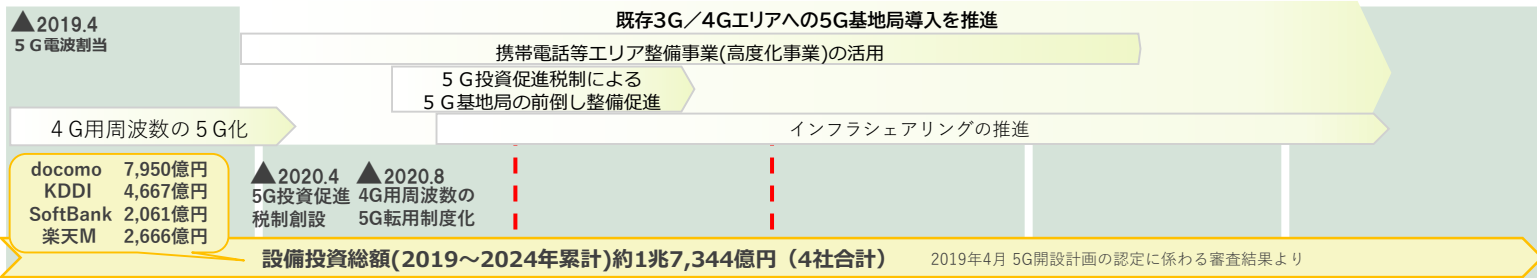 ▲2019.4
５G電波割当
既存3G／4Gエリアへの5G基地局導入を推進
携帯電話等エリア整備事業(高度化事業)の活用
５G投資促進税制による
５G基地局の前倒し整備促進
４G用周波数の５G化
インフラシェアリングの推進
docomo 7,950億円
KDDI 4,667億円
SoftBank 2,061億円
楽天M 2,666億円
▲2020.4
5G投資促進
税制創設
▲2020.8
4G用周波数の
5G転用制度化
設備投資総額(2019～2024年累計)約1兆7,344億円（4社合計）
2019年4月 5G開設計画の認定に係わる審査結果より